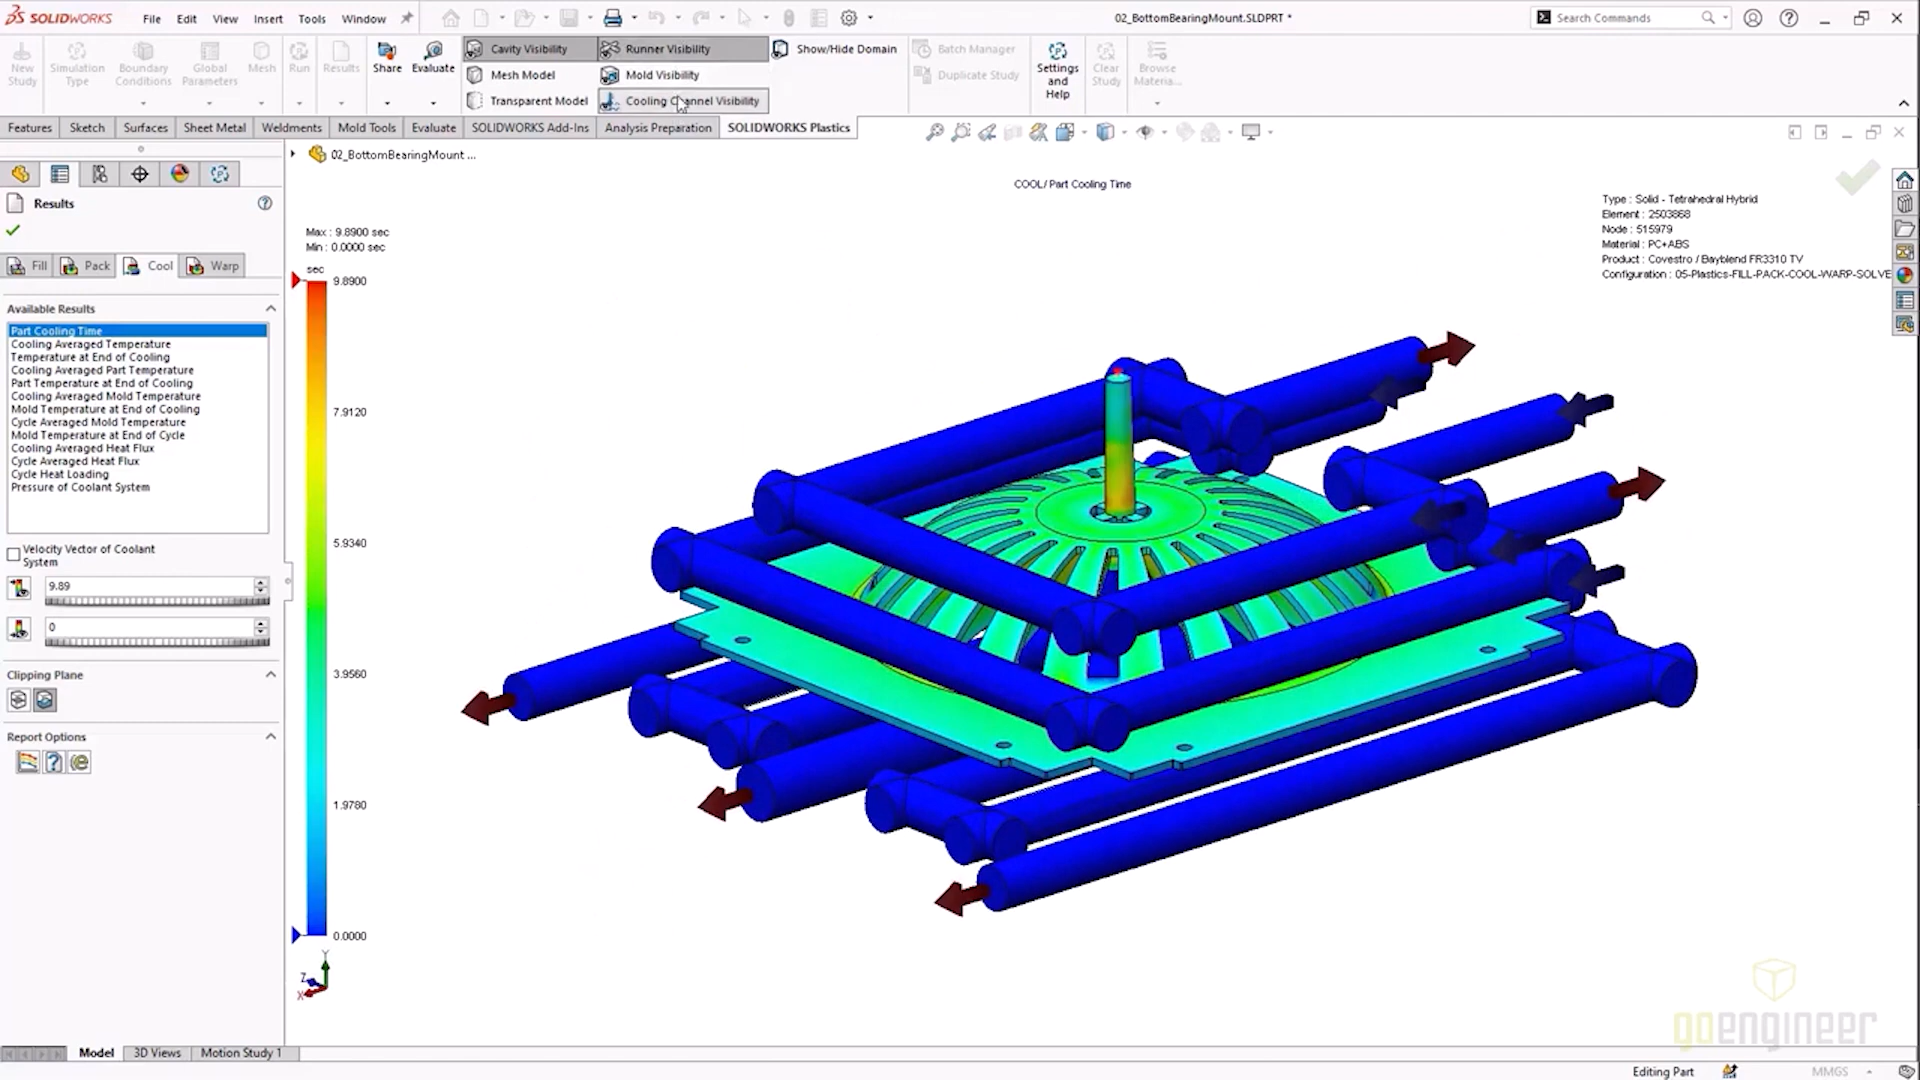 SOLIDWORKS File Edit View Insert Tools Window
02_BottomBearingMount.SLDPRT *
Search Commands
New Study
Simulation Type
Boundary Conditions
Global Parameters
Mesh
Run
Results
Share
Evaluate
Cavity Visibility
Runner Visibility
Show/Hide Domain
Mesh Model
Mold Visibility
Transparent Model
Cooling Channel Visibility
Batch Manager
Duplicate Study
Settings and Help
Clear Study
Browse Materia...
Features Sketch Surfaces Sheet Metal Weldments Mold Tools Evaluate SOLIDWORKS Add-Ins Analysis Preparation SOLIDWORKS Plastics
02_BottomBearingMount ...
COOL/ Part Cooling Time
Type : Solid - Tetrahedral Hybrid
Element : 2503868
Node : 515979
Material : PC+ABS
Product : Covestro / Bayblend FR3310 TV
Configuration : 05-Plastics-FILL-PACK-COOL-WARP-SOLVE
Results
Fill Pack Cool Warp
Available Results
Part Cooling Time
Cooling Averaged Temperature
Temperature at End of Cooling
Cooling Averaged Part Temperature
Part Temperature at End of Cooling
Cooling Averaged Mold Temperature
Mold Temperature at End of Cooling
Cycle Averaged Mold Temperature
Mold Temperature at End of Cycle
Cooling Averaged Heat Flux
Cycle Averaged Heat Flux
Cycle Heat Loading
Pressure of Coolant System
Velocity Vector of Coolant
System
9.89
0
Clipping Plane
Report Options
Max : 9.8900 sec
Min : 0.0000 sec
sec
9.8900
7.9120
5.9340
3.9560
1.9780
0.0000
Y
Z
X
goengineer
Model 3D Views Motion Study 1
Editing Part MMGS